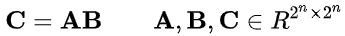 C = AB A, B, C ∈ R^{2^n × 2^n}